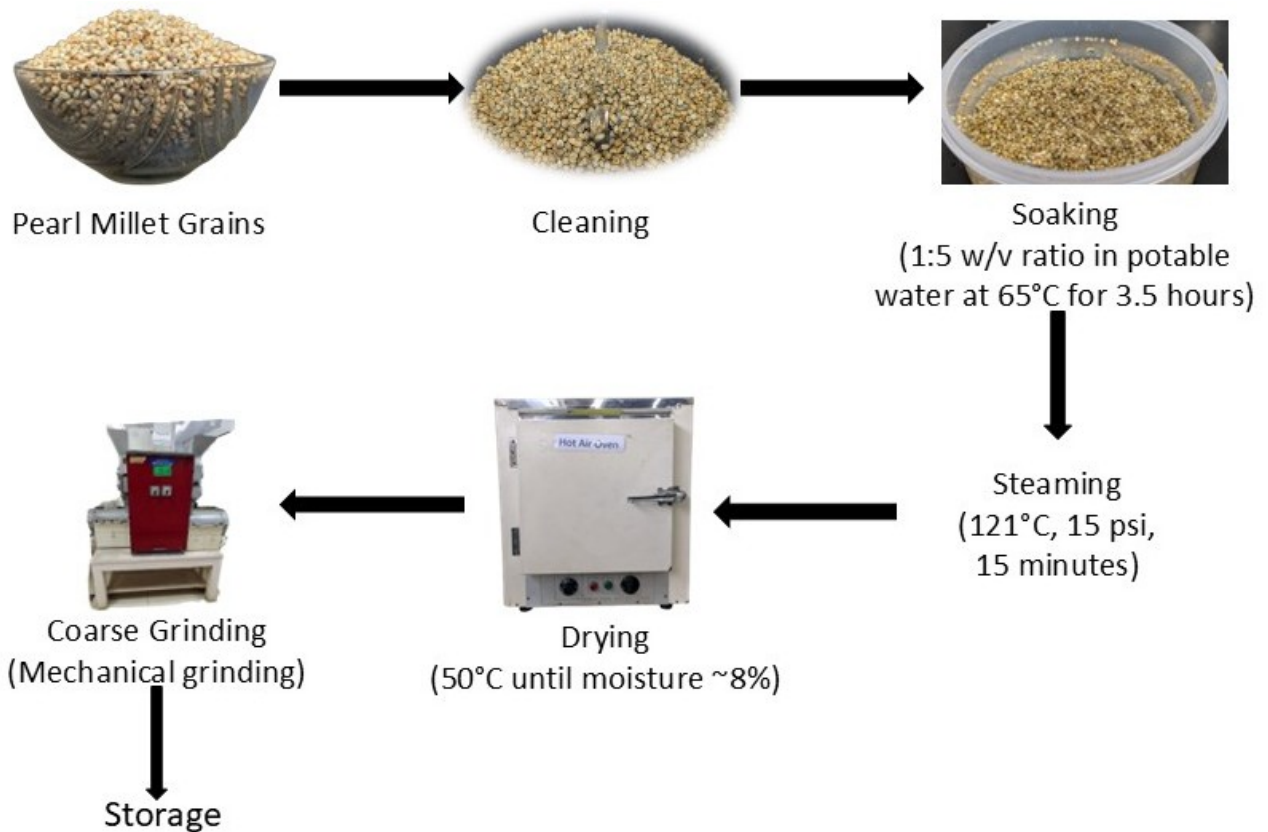 Pearl Millet Grains
Cleaning
Soaking
(1:5 w/v ratio in potable
water at 65°C for 3.5 hours)
Steaming
(121°C, 15 psi,
15 minutes)
Hot Air Oven
Drying
(50°C until moisture ~8%)
Coarse Grinding
(Mechanical grinding)
Storage